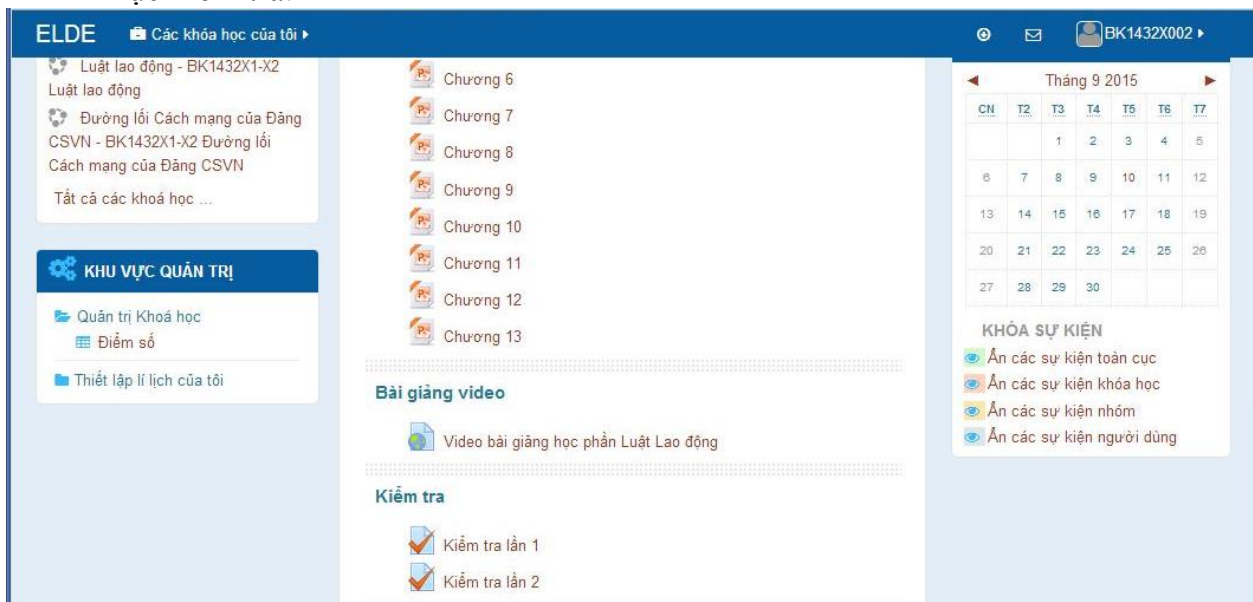 ELDE
Các khóa học của tôi
BK1432X002
Luật lao động - BK1432X1-X2
Luật lao động
Đường lối Cách mạng của Đảng
CSVN - BK1432X1-X2 Đường lối
Cách mạng của Đảng CSVN
Tất cả các khoá học ...
KHU VỰC QUẢN TRỊ
Quản trị Khoá học
Điểm số
Thiết lập lí lịch của tôi
Chương 6
Chương 7
Chương 8
Chương 9
Chương 10
Chương 11
Chương 12
Chương 13
Bài giảng video
Video bài giảng học phần Luật Lao động
Kiểm tra
Kiểm tra lần 1
Kiểm tra lần 2
Tháng 9 2015
CN T2 T3 T4 T5 T6 T7
1 2 3 4 5
6 7 8 9 10 11 12
13 14 15 16 17 18 19
20 21 22 23 24 25 26
27 28 29 30
KHÓA SỰ KIỆN
Ẩn các sự kiện toàn cục
Ẩn các sự kiện khóa học
Ẩn các sự kiện nhóm
Ẩn các sự kiện người dùng